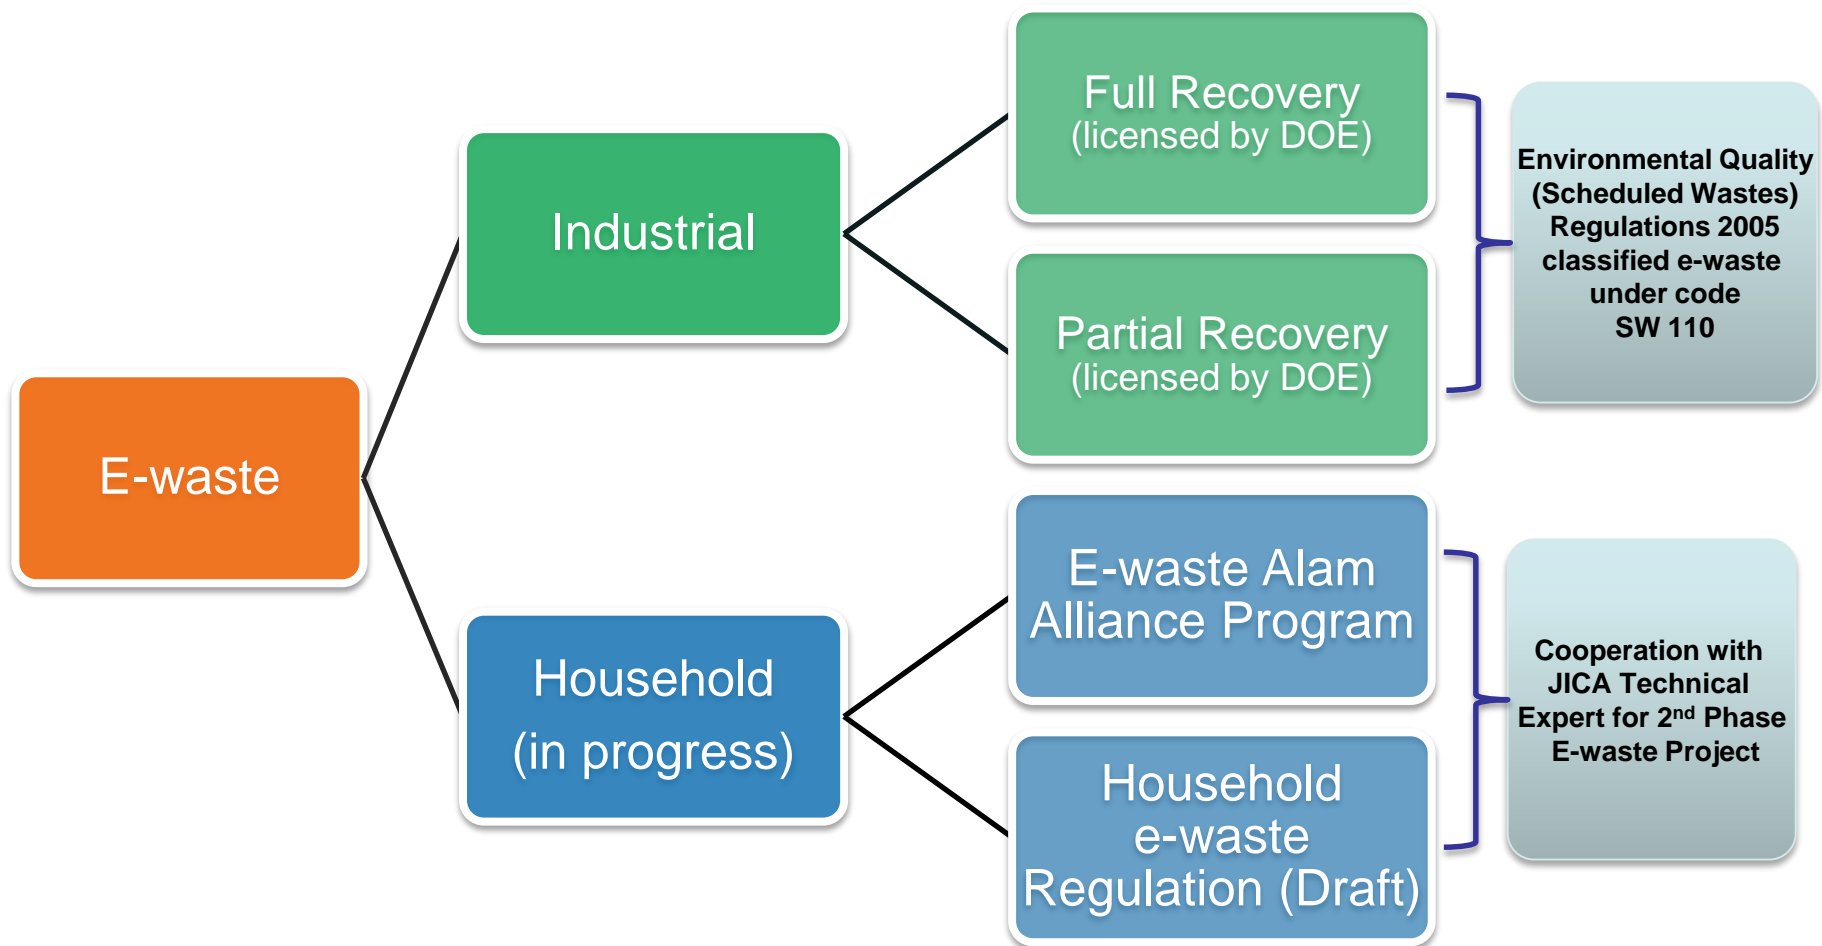 E-waste
Industrial
Household
(in progress)
Full Recovery
(licensed by DOE)
Partial Recovery
(licensed by DOE)
E-waste Alam
Alliance Program
Household
e-waste
Regulation (Draft)
Environmental Quality
(Scheduled Wastes)
Regulations 2005
classified e-waste
under code
SW 110
Cooperation with
JICA Technical
Expert for 2nd Phase
E-waste Project